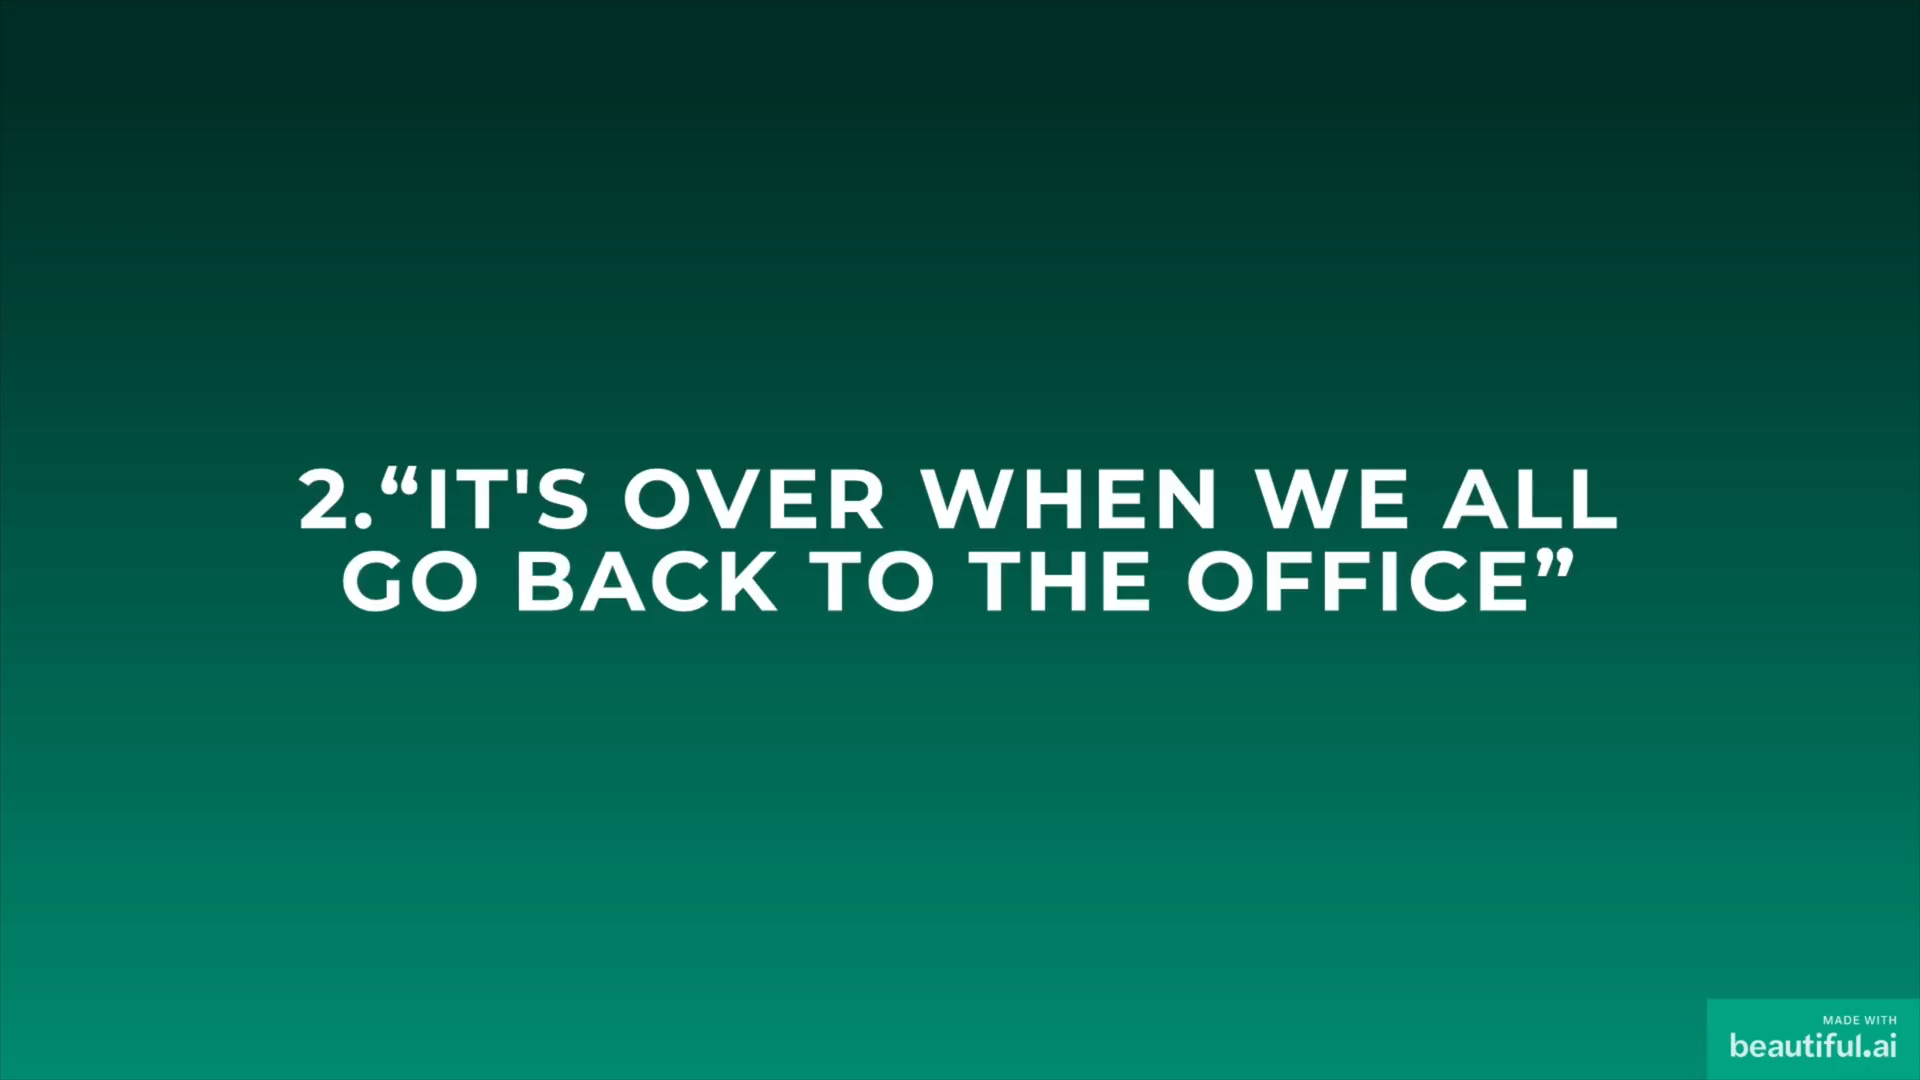 2.“IT'S OVER WHEN WE ALL
GO BACK TO THE OFFICE”
MADE WITH
beautiful.ai